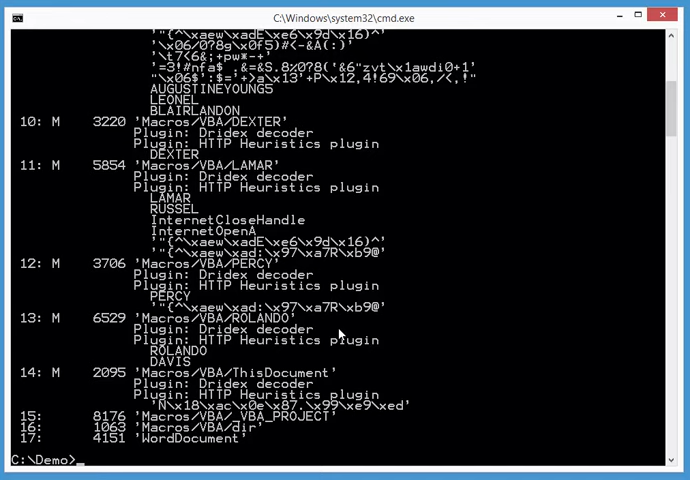 C:\Windows\system32\cmd.exe
'"{^\xaew\xadE\xe6\x9d\x16)^'
'\x06/0?8g\x0f5)#<-&A(:)'
'\t7<6&;+pw*-+'
'=3!#nfa$ .&=&S.8%0?8('&6"zvt\x1awdi0+1'
"\x06$':$='+>a\x13'+P\x12,4!69\x06,/<,!"
AUGUSTINEYOUNG5
LEONEL
BLAIRLANDON
10: M 3220 'Macros/VBA/DEXTER'
Plugin: Dridex decoder
Plugin: HTTP Heuristics plugin
DEXTER
11: M 5854 'Macros/VBA/LAMAR'
Plugin: Dridex decoder
Plugin: HTTP Heuristics plugin
LAMAR
RUSSEL
InternetCloseHandle
InternetOpenA
'"{^\xaew\xadE\xe6\x9d\x16)^'
'"{^\xaew\xad:\x97\xa7R\xb9@'
12: M 3706 'Macros/VBA/PERCY'
Plugin: Dridex decoder
Plugin: HTTP Heuristics plugin
PERCY
'"{^\xaew\xad:\x97\xa7R\xb9@'
13: M 6529 'Macros/VBA/ROLANDO'
Plugin: Dridex decoder
Plugin: HTTP Heuristics plugin
ROLANDO
DAVIS
14: M 2095 'Macros/VBA/ThisDocument'
Plugin: Dridex decoder
Plugin: HTTP Heuristics plugin
'N\x18\xac\x0e\x87.\x99\xe9\xed'
15: 8176 'Macros/VBA/_VBA_PROJECT'
16: 1063 'Macros/VBA/dir'
17: 4151 'WordDocument'
C:\Demo>_